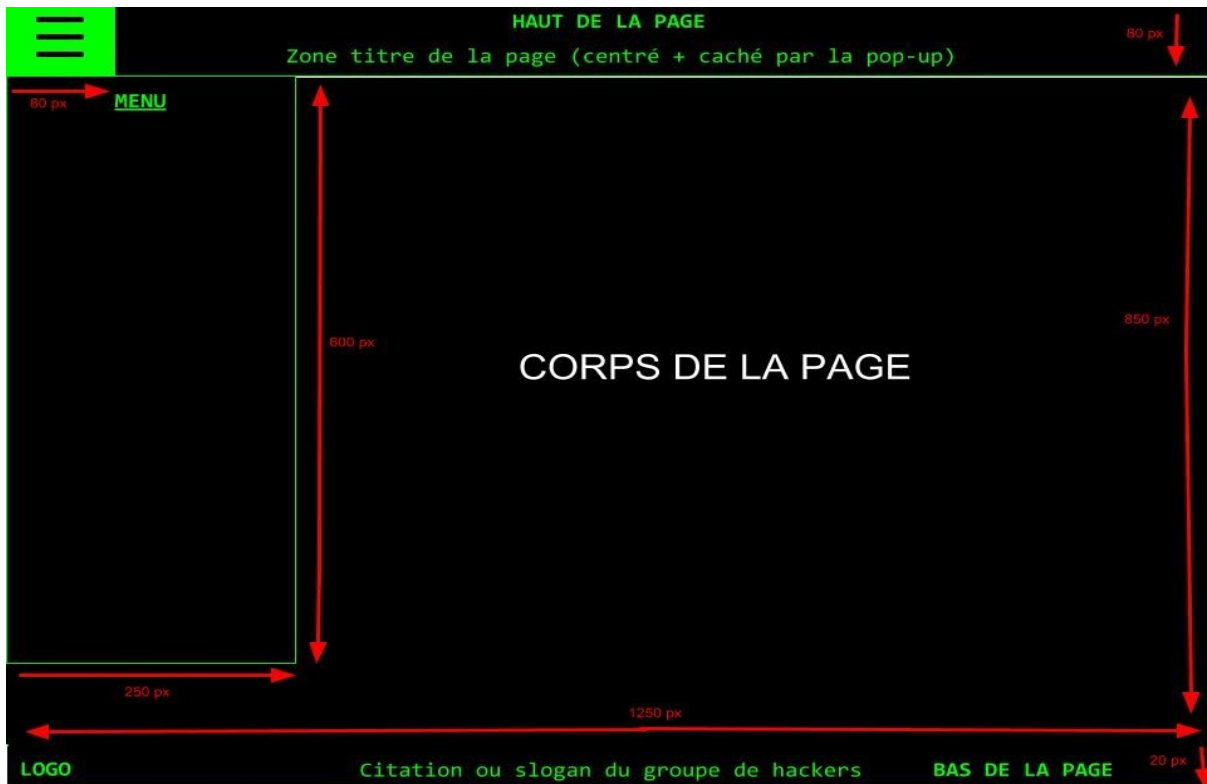 HAUT DE LA PAGE
80 px
Zone titre de la page (centré + caché par la pop-up)
80 px
MENU
600 px
850 px
CORPS DE LA PAGE
250 px
1250 px
LOGO
Citation ou slogan du groupe de hackers
BAS DE LA PAGE
20 px